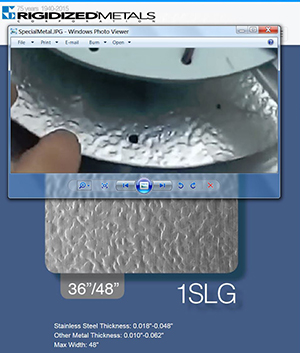 75 years 1940-2015
RIGIDIZED METALS
CORPORATION
SpecialMetal.JPG - Windows Photo Viewer
File Print E-mail Burn Open
36"/48"
1SLG
Stainless Steel Thickness: 0.018"-0.048"
Other Metal Thickness: 0.010"-0.062"
Max Width: 48"